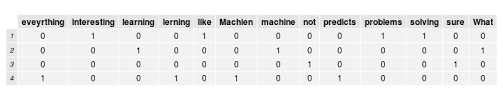 eveyrthing interesting learning lerning like Machien machine not predicts problems solving sure What
1 0 1 0 0 1 0 0 0 0 1 1 0 0
2 0 0 1 0 0 0 1 0 0 0 0 0 1
3 0 0 0 0 0 0 0 1 0 0 0 1 0
4 1 0 0 1 0 1 0 0 1 0 0 0 0